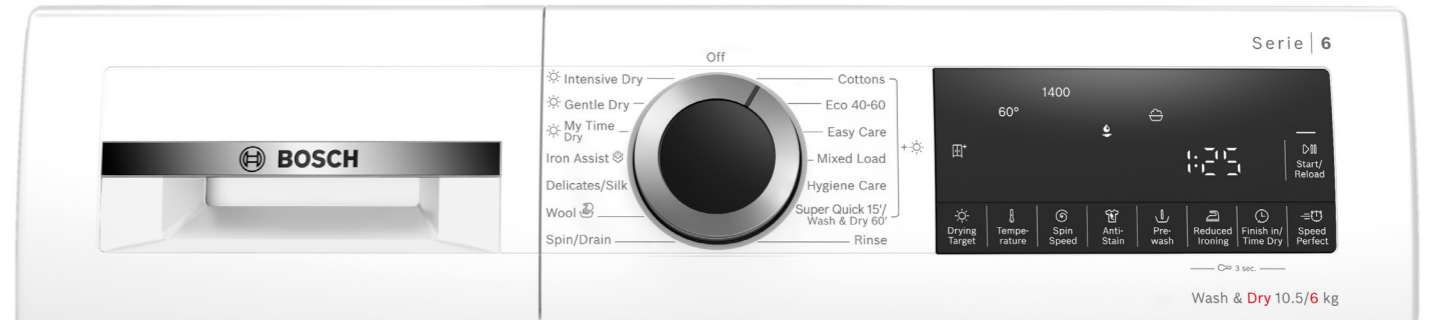 Serie | 6
Off
Intensive Dry
Gentle Dry
My Time
Dry
Iron Assist
Delicates/Silk
Wool
Spin/Drain
Cottons
Eco 40-60
Easy Care
Mixed Load
Hygiene Care
Super Quick 15'/
Wash & Dry 60'
Rinse
+
BOSCH
1400
60°
1:25
Start/
Reload
Drying
Target
Tempe-
rature
Spin
Speed
Anti-
Stain
Pre-
wash
Reduced
Ironing
Finish in/
Time Dry
Speed
Perfect
3 sec.
Wash & Dry 10.5/6 kg